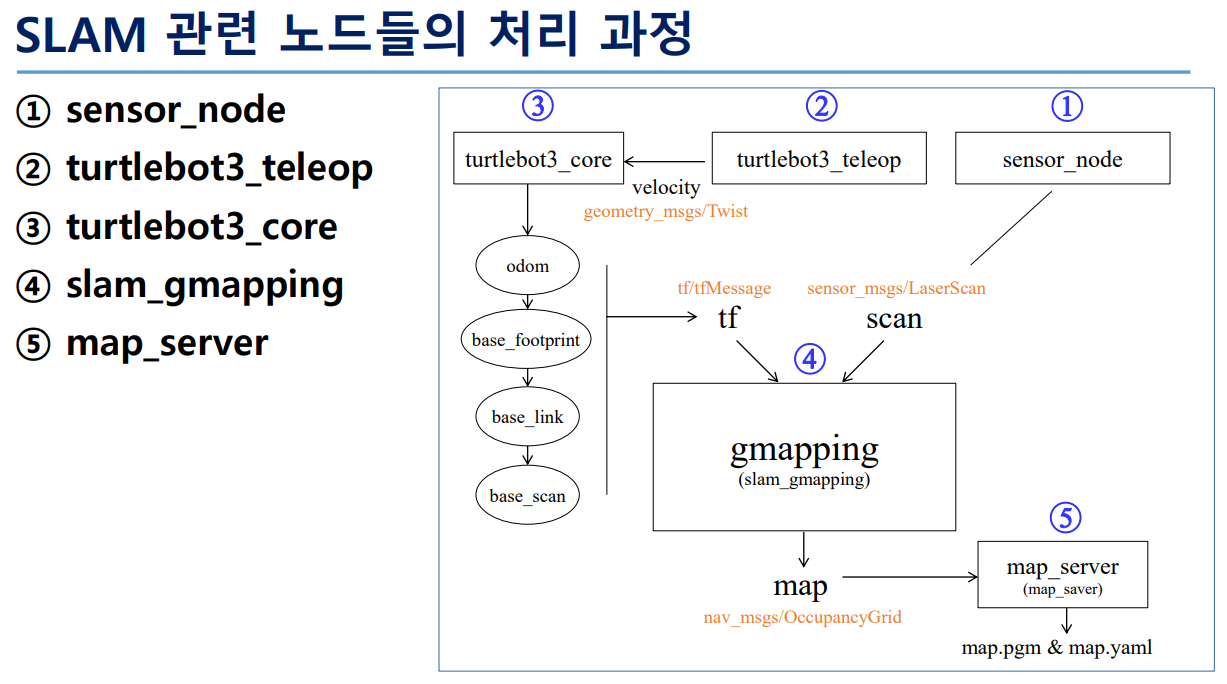 SLAM 관련 노드들의 처리 과정
① sensor_node
② turtlebot3_teleop
③ turtlebot3_core
④ slam_gmapping
⑤ map_server
③
②
①
turtlebot3_core
turtlebot3_teleop
sensor_node
velocity
geometry_msgs/Twist
odom
base_footprint
base_link
base_scan
tf/tfMessage
tf
sensor_msgs/LaserScan
scan
④
gmapping
(slam_gmapping)
map
nav_msgs/OccupancyGrid
⑤
map_server
(map_saver)
map.pgm & map.yaml